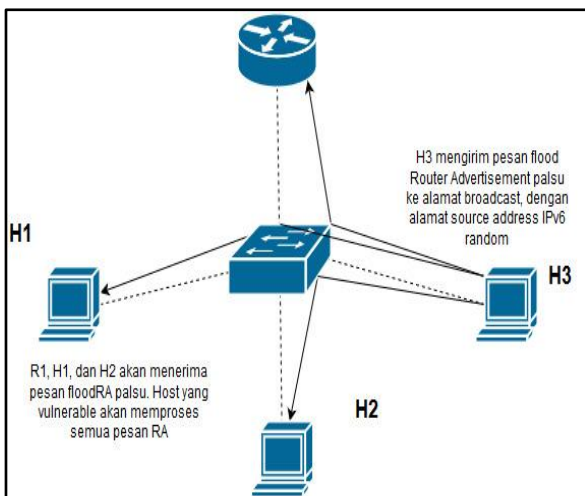 H3 mengirim pesan flood
Router Advertisement palsu
ke alamat broadcast, dengan
alamat source address IPv6
random
H1
H3
R1, H1, dan H2 akan menerima
pesan floodRA palsu. Host yang
vulnerable akan memproses
semua pesan RA
H2